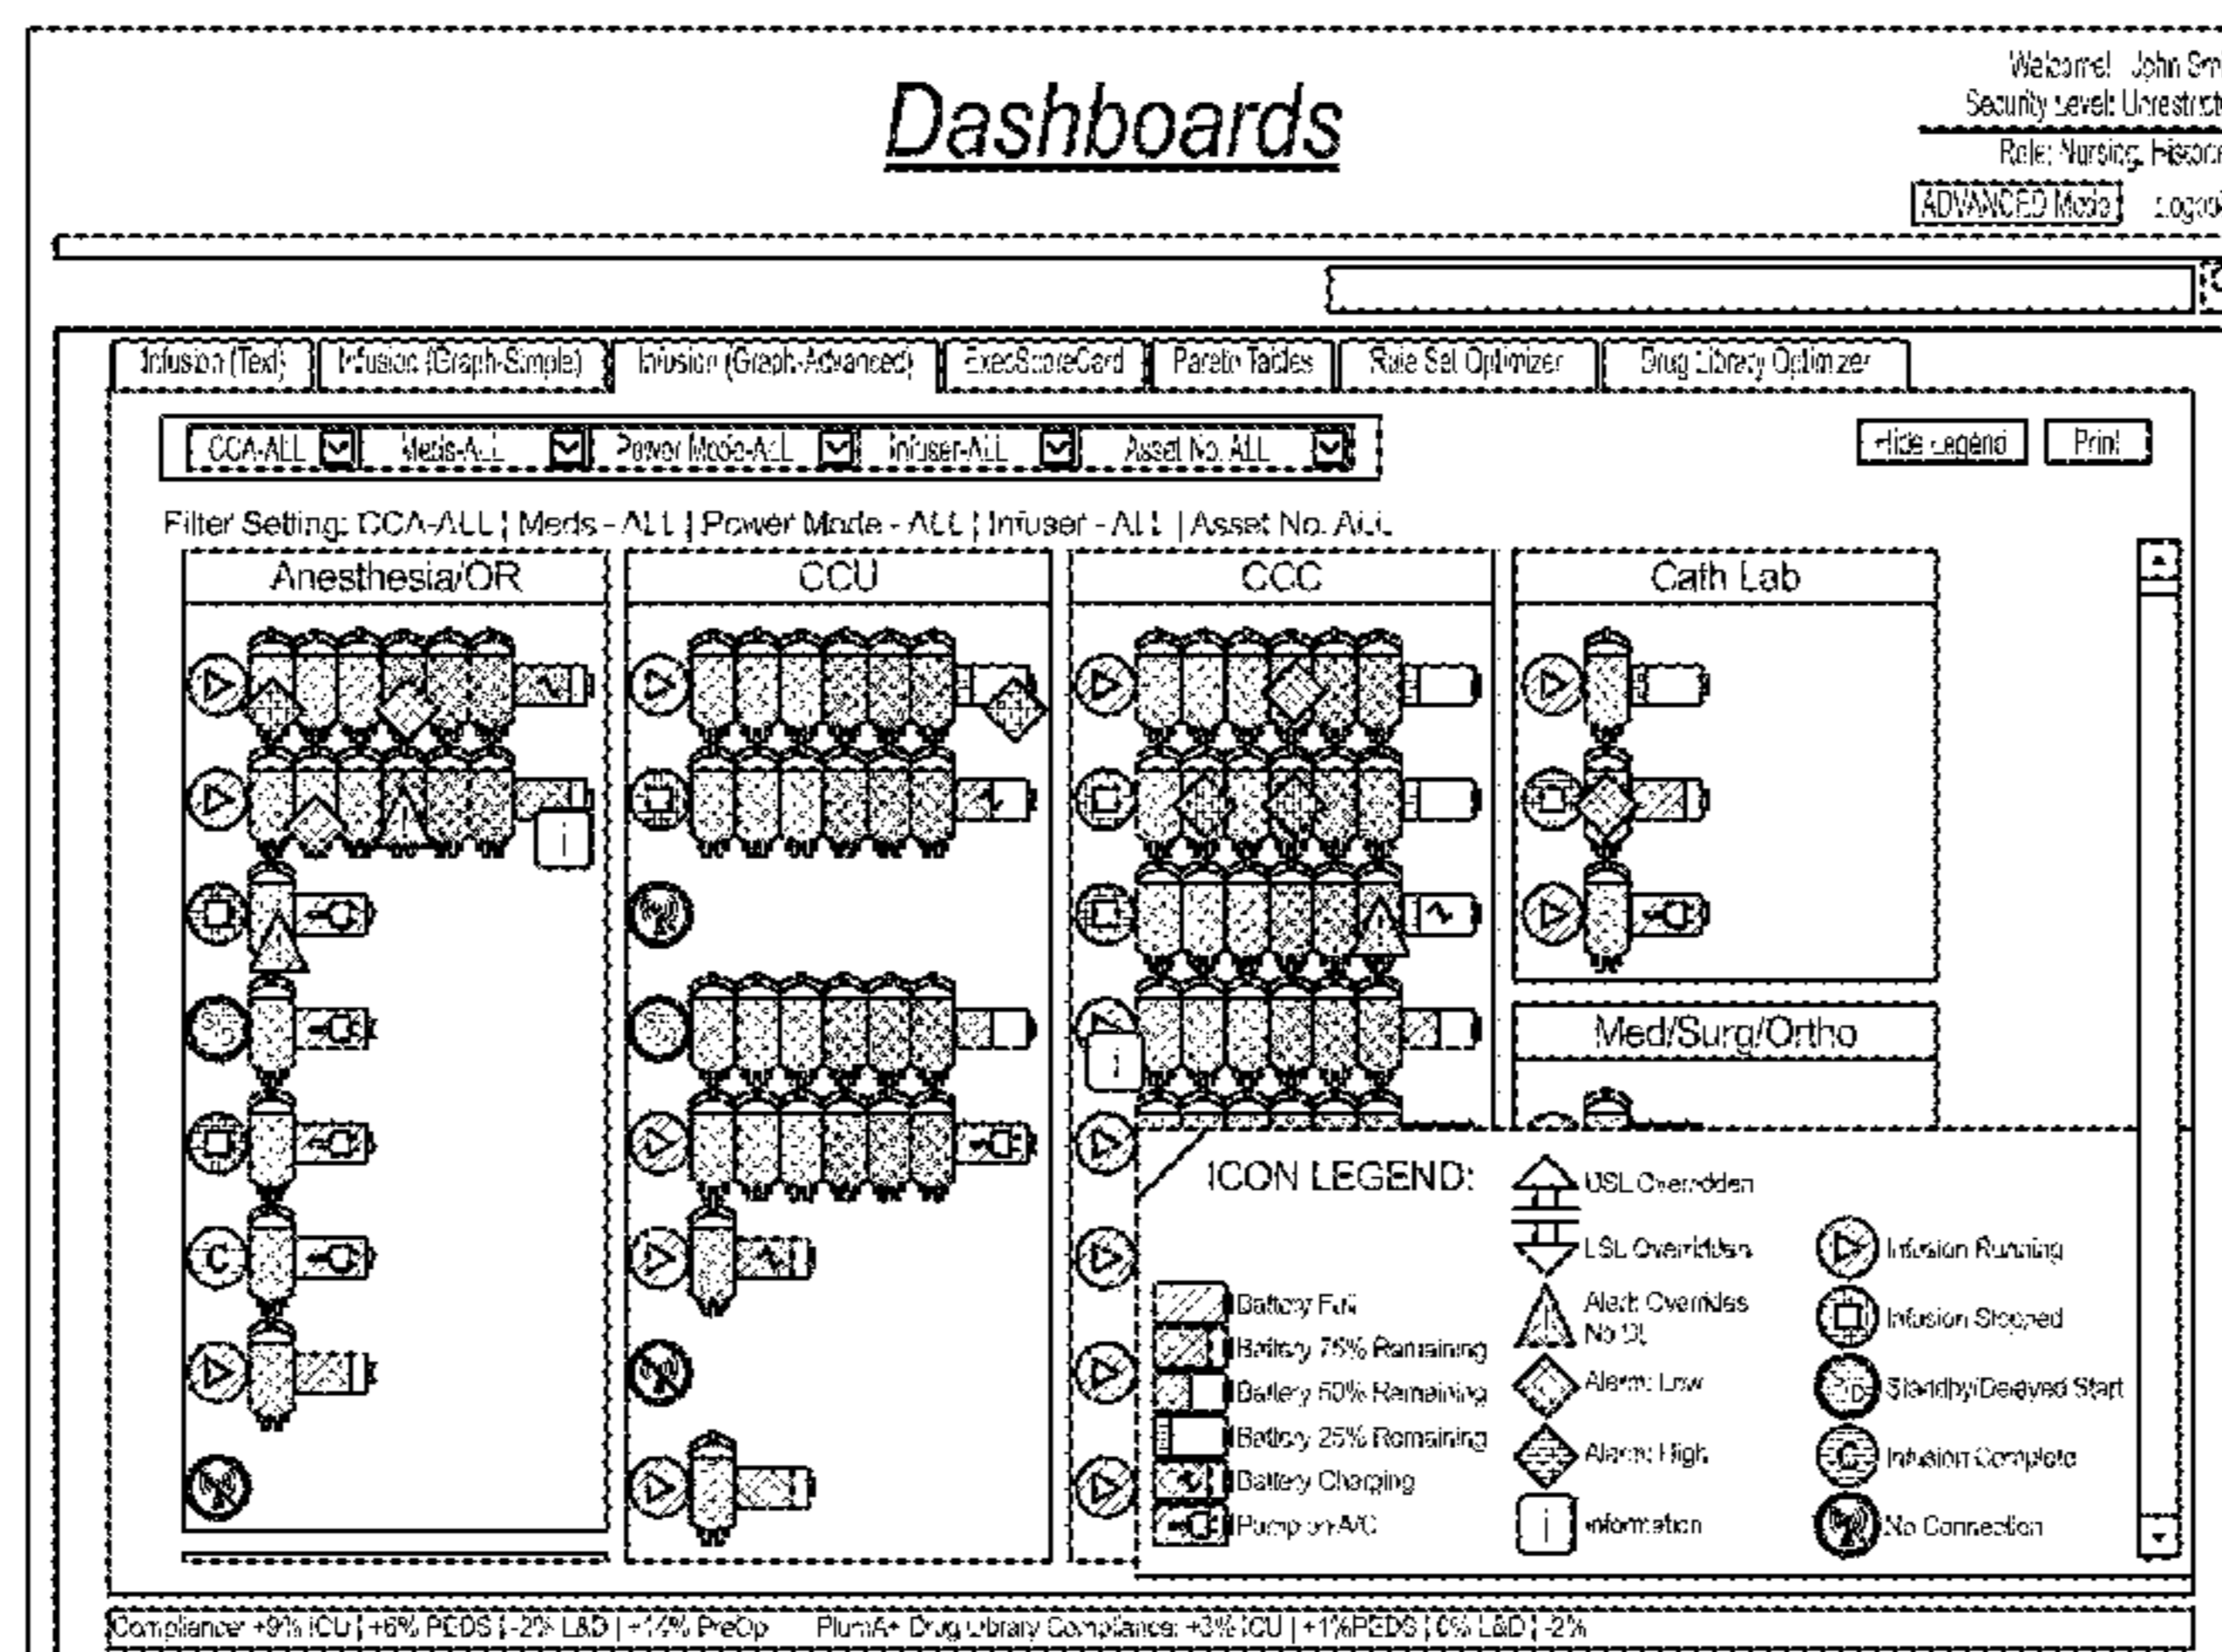 Dashboards
Welcome! John Smi
Security Level: Unrestricte
Role: Nursing,
ADVANCED Mode
Infusion (Text) Infusion (Graph-Simple) Infusion (Graph-Advanced) ExecScoreCard Pareto Tables Rule Set Optimizer Drug Library Optimizer
CCA-ALL Meds-ALL Power Mode-ALL Infuser-ALL Asset No. ALL Hide Legend Print
Filter Setting: CCA-ALL | Meds - ALL | Power Mode - ALL | Infuser - ALL | Asset No. ALL
Anesthesia/OR CCU CCC Cath Lab
i
C
i
Med/Surg/Ortho
ICON LEGEND:
Battery Full
Battery 75% Remaining
Battery 50% Remaining
Battery 25% Remaining
Battery Charging
Pump on A/C
USL Overridden
LSL Overridden
Alert: Overrides
No DL
Alarm: Low
Alarm: High
i Information
Infusion Running
Infusion Stopped
Standby/Delayed Start
C Infusion Complete
No Connection
Compliance: +9% ICU | +6% PEDS | -2% L&D | PreOp PlumA+ Drug Library Compliance: +3% ICU | +1%PEDS | 0% L&D | -2%